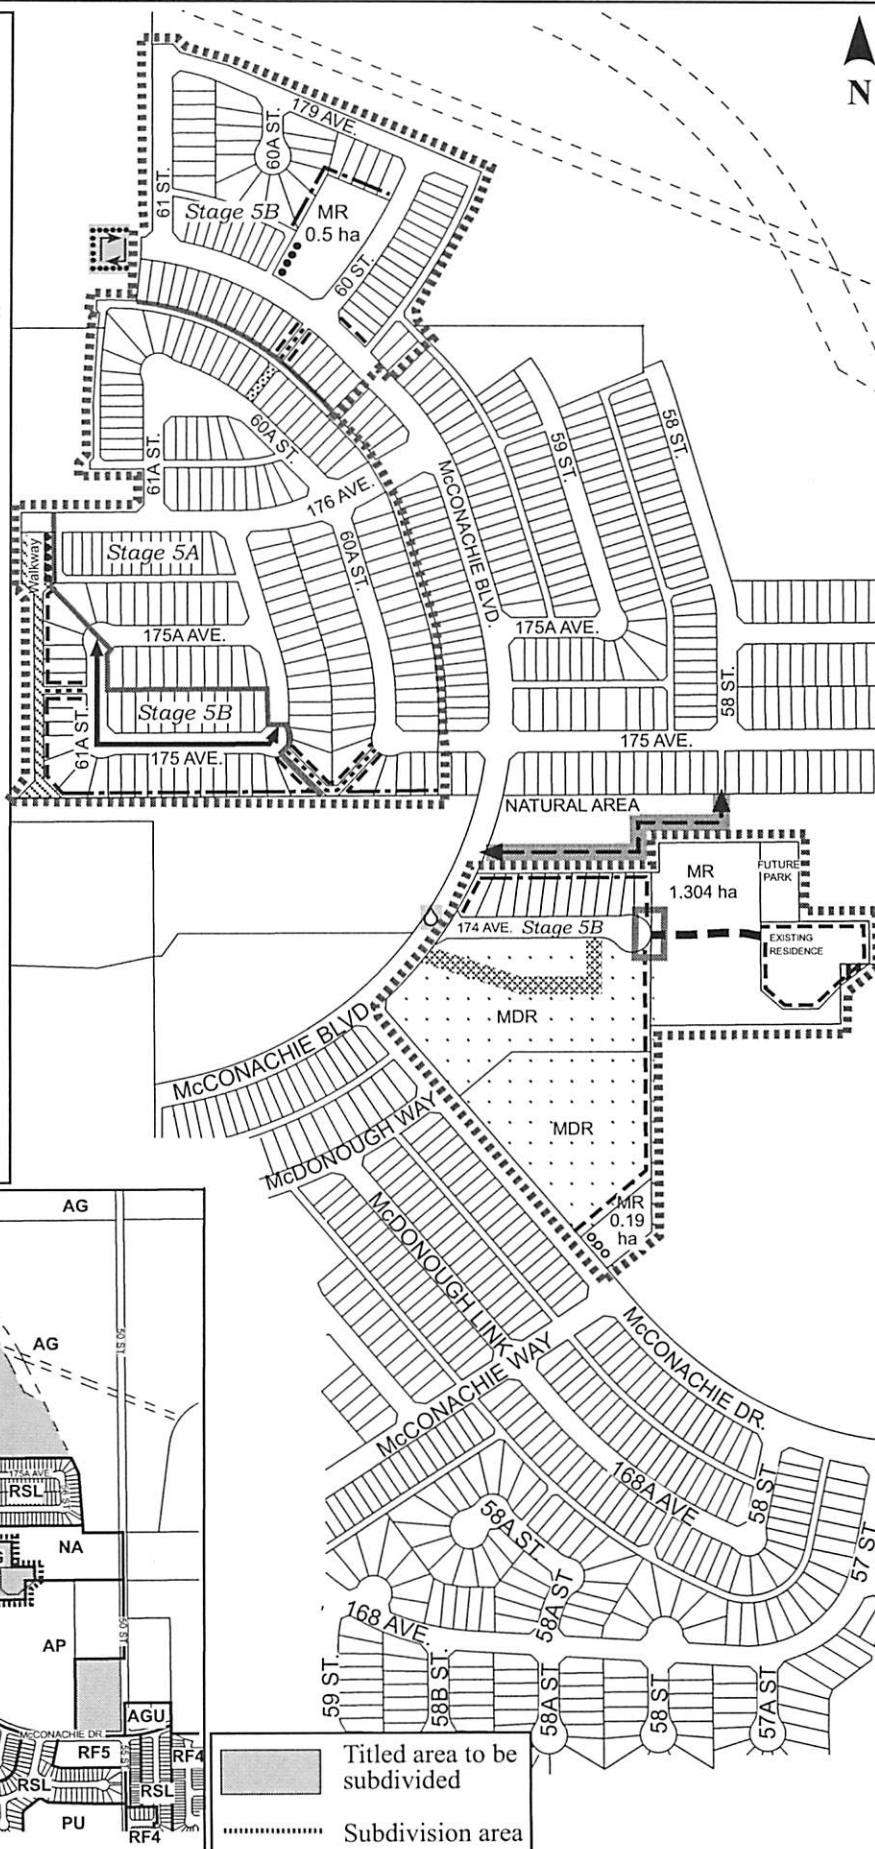 N
179 AVE.
60A ST.
61 ST.
Stage 5B
MR
0.5 ha
60 ST.
58 ST.
59 ST.
60A ST.
61A ST.
McCONACHIE BLVD.
176 AVE.
60A ST.
Stage 5A
Walkway
175A AVE.
175A AVE.
Stage 5B
61A ST.
58 ST.
175 AVE.
175 AVE.
NATURAL AREA
MR
1.304 ha
FUTURE
PARK
174 AVE.
Stage 5B
EXISTING
RESIDENCE
MDR
McCONACHIE BLVD.
MDR
McDONOUGH WAY
MR
0.19
ha
McDONOUGH LINK
McCONACHIE WAY
McCONACHIE DR.
168A AVE
58 ST
57 ST
58A ST
58A ST
58A ST
168 AVE.
59 ST.
58B ST.
58A ST
58 ST
57A ST
AG
50 ST.
AG
175A AVE
RSL
NA
AP
50 ST.
McCONACHIE DR.
AGU
RF5
RF4
RSL
RSL
PU
RF4
Titled area to be
subdivided
Subdivision area